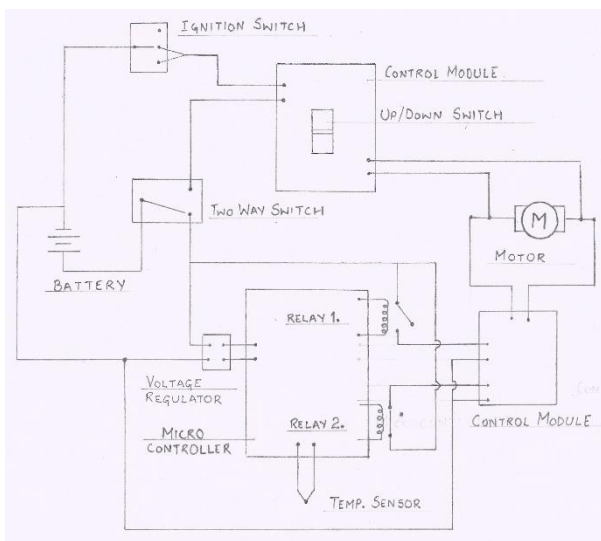 IGNITION SWITCH
CONTROL MODULE
UP/DOWN SWITCH
TWO WAY SWITCH
M
MOTOR
BATTERY
RELAY 1.
VOLTAGE
REGULATOR
RELAY 2.
CONTROL MODULE
MICRO
CONTROLLER
TEMP. SENSOR